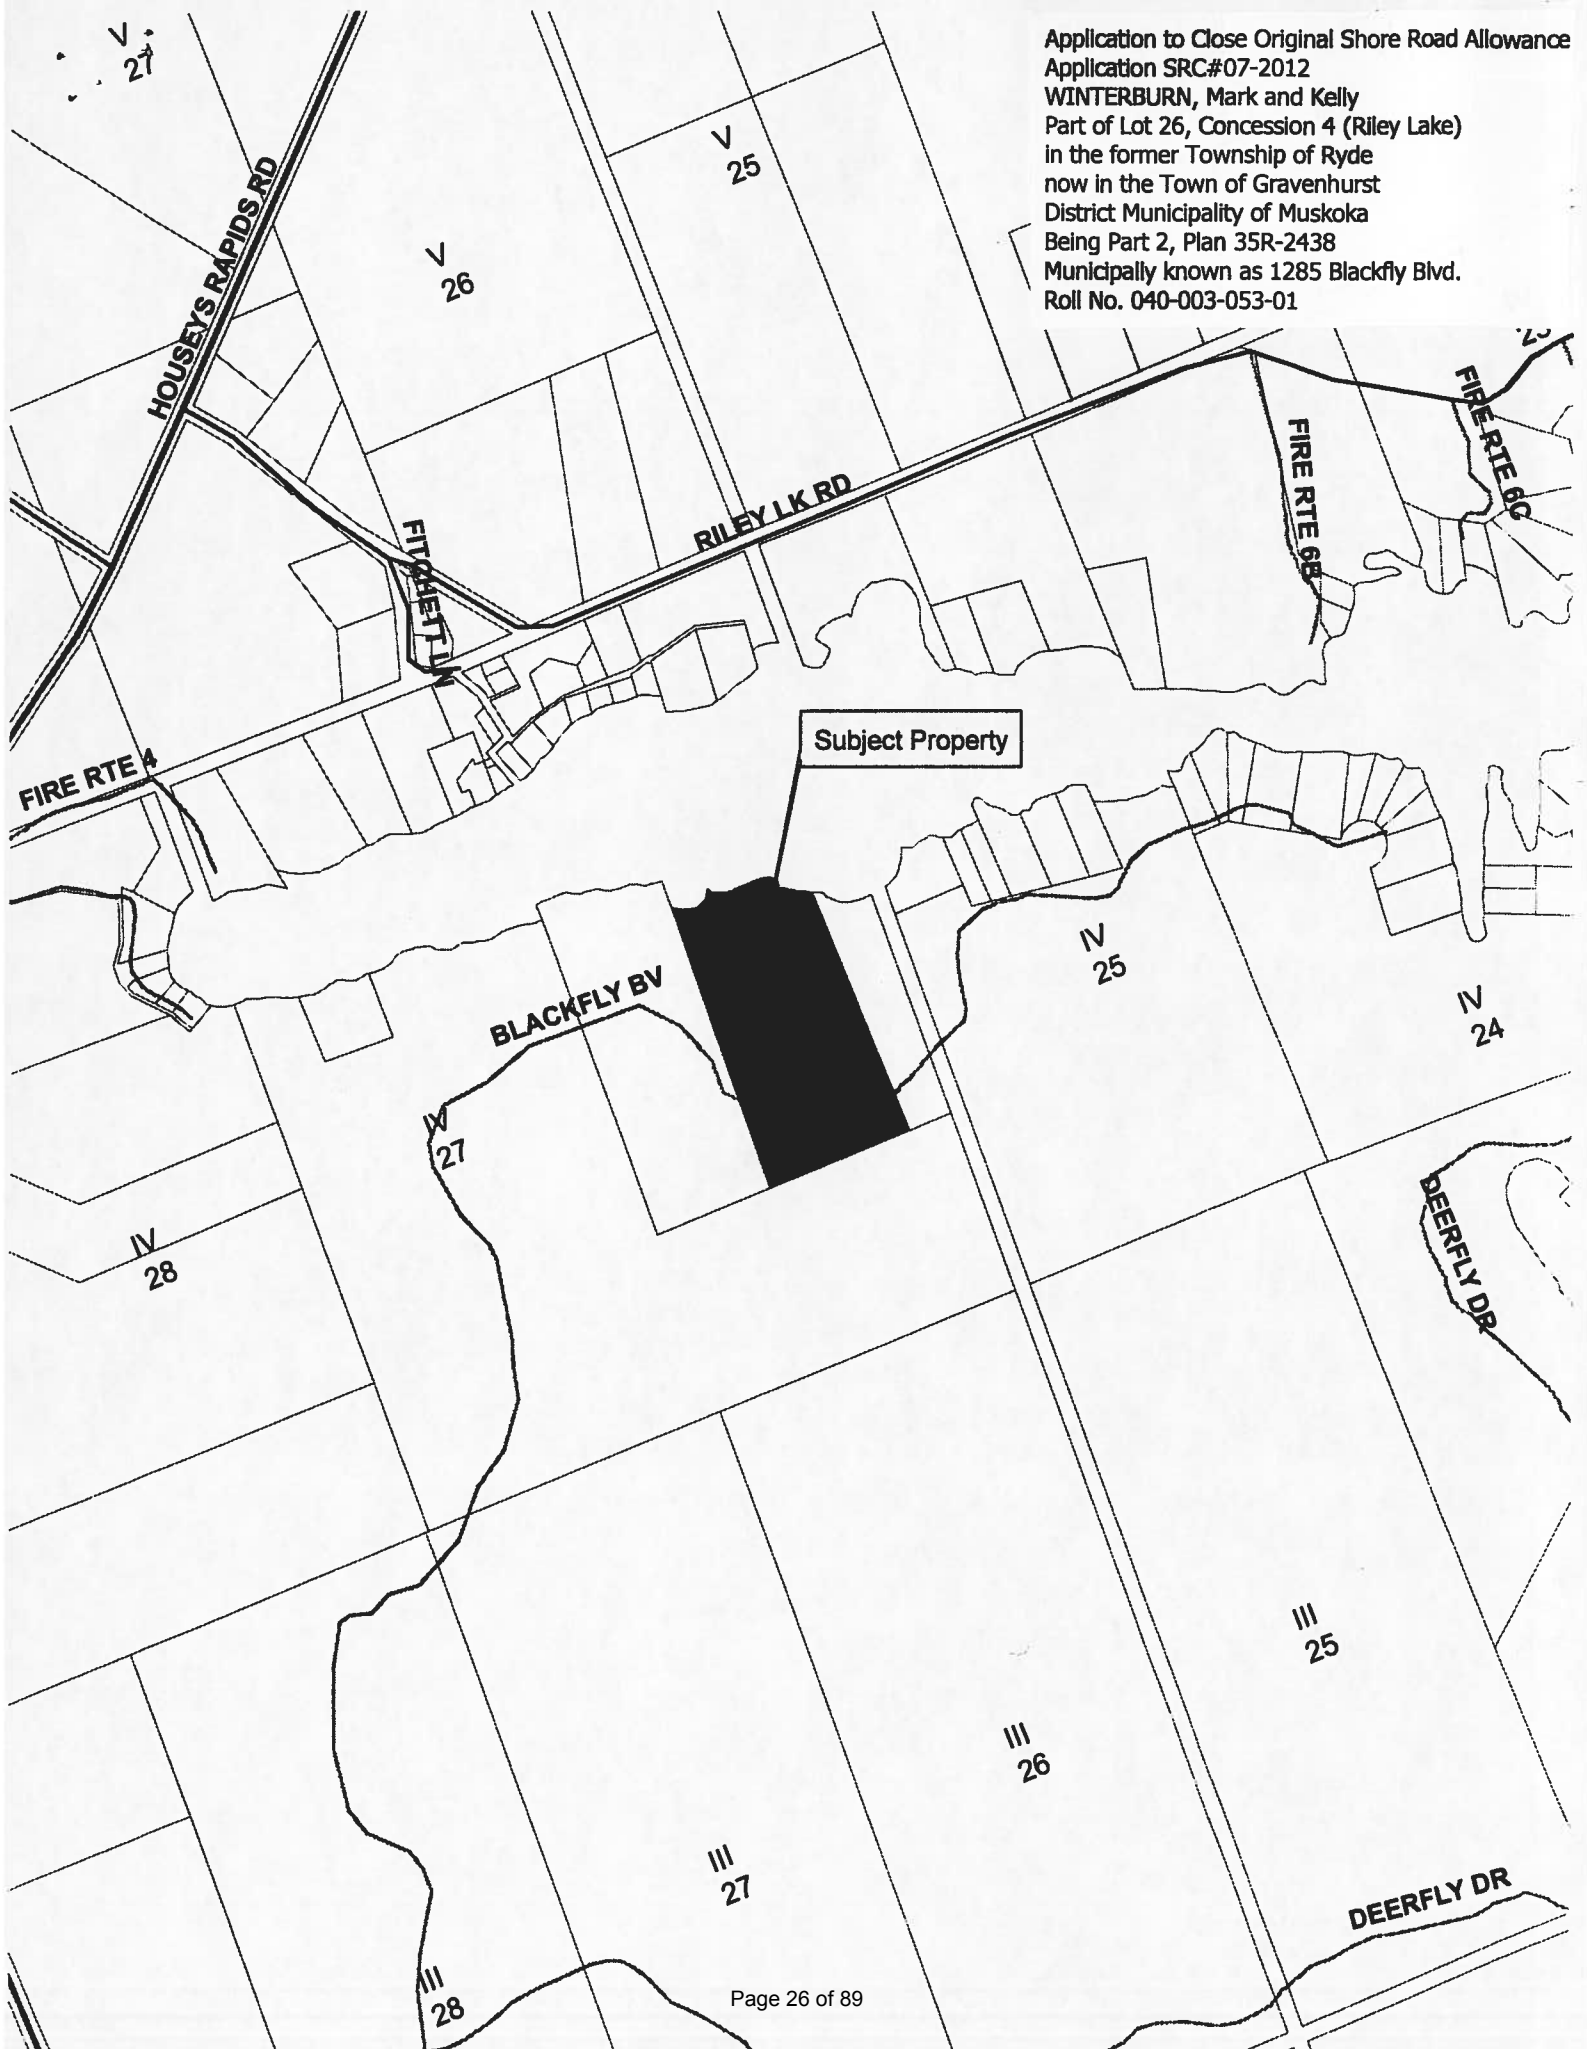 Application to Close Original Shore Road Allowance
Application SRC#07-2012
WINTERBURN, Mark and Kelly
Part of Lot 26, Concession 4 (Riley Lake)
in the former Township of Ryde
now in the Town of Gravenhurst
District Municipality of Muskoka
Being Part 2, Plan 35R-2438
Municipally known as 1285 Blackfly Blvd.
Roll No. 040-003-053-01
V
27
V
25
HOUSEYS RAPIDS RD
V
26
FIRE RTE 6C
FIRE RTE 6B
RILEY LK RD
FITCHETT LN
Subject Property
FIRE RTE 4
IV
25
BLACKFLY BV
IV
24
IV
27
DEERFLY DR
IV
28
III
25
III
26
III
27
DEERFLY DR
III
28
Page 26 of 89